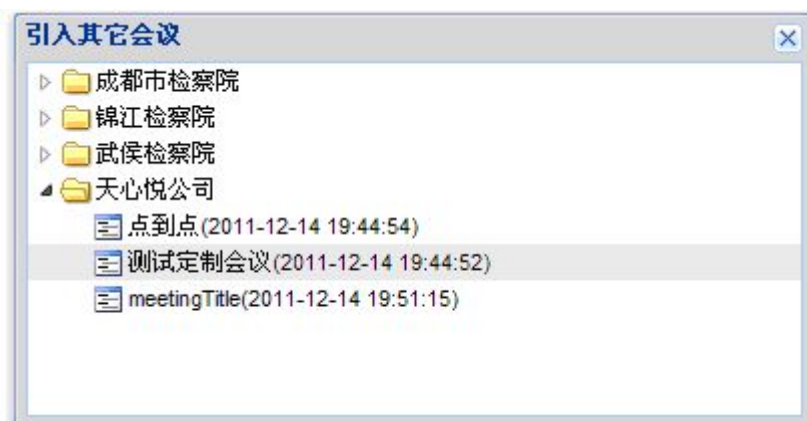 引入其它会议
成都市检察院
锦江检察院
武侯检察院
天心悦公司
点到点(2011-12-14 19:44:54)
测试定制会议(2011-12-14 19:44:52)
meetingTitle(2011-12-14 19:51:15)